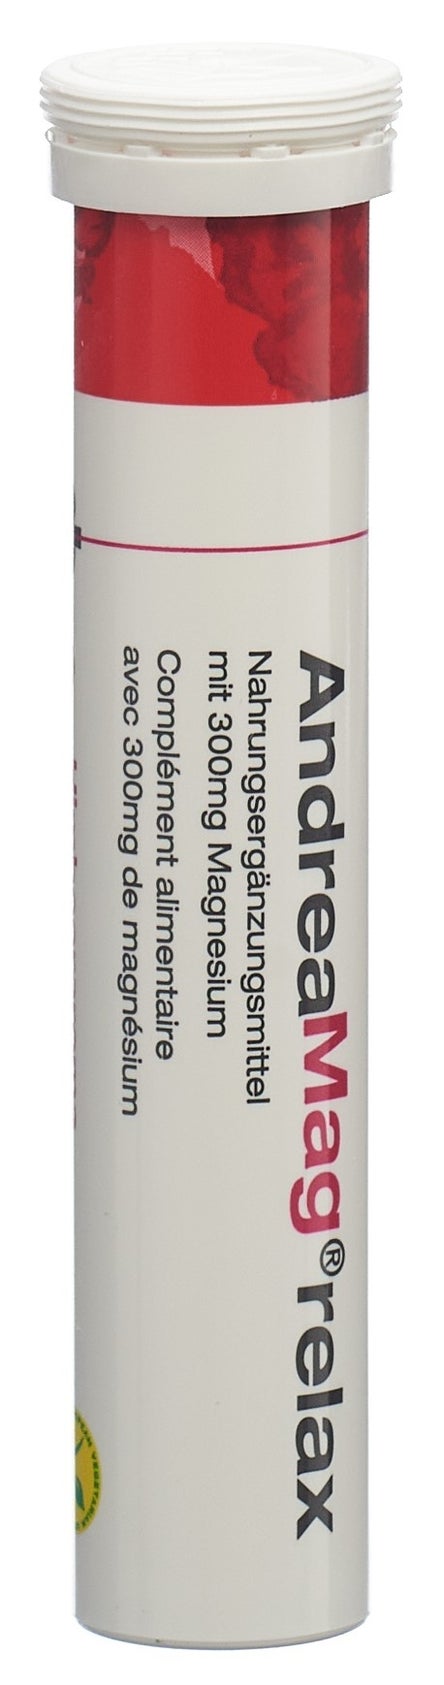 AndreaMag®relax
Nahrungsergänzungsmittel
mit 300mg Magnesium
Complément alimentaire
avec 300mg de magnésium